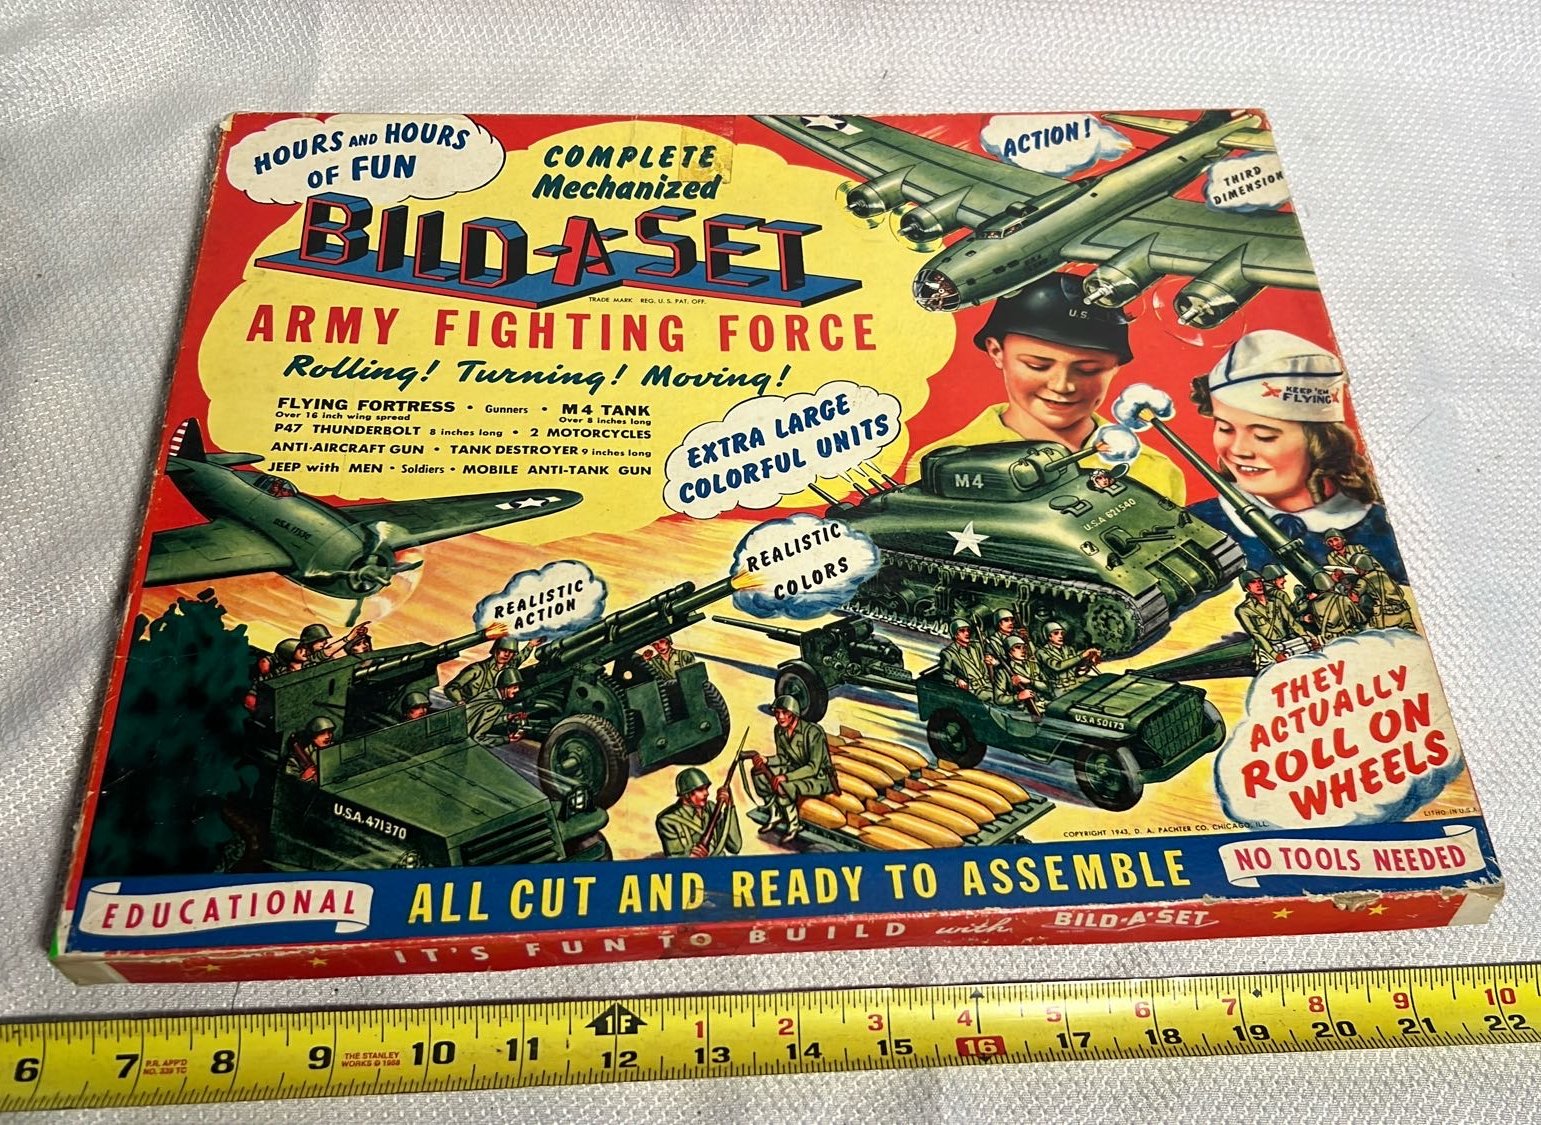 HOURS AND HOURS
OF FUN
COMPLETE
Mechanized
BILD-A-SET
TRADE MARK REG. U.S. PAT. OFF.
ARMY FIGHTING FORCE
Rolling! Turning! Moving!
FLYING FORTRESS • Gunners • M4 TANK
Over 16 inch wing spread Over 8 inches long
P47 THUNDERBOLT 8 inches long • 2 MOTORCYCLES
ANTI-AIRCRAFT GUN • TANK DESTROYER 9 inches long
JEEP with MEN • Soldiers • MOBILE ANTI-TANK GUN
ACTION!
THIRD
DIMENSION
U.S.
KEEP 'EM
FLYING
EXTRA LARGE
COLORFUL UNITS
M4
U.S.A 621540
REALISTIC
COLORS
REALISTIC
ACTION
U.S.A. 471370
U.S.A 50173
THEY
ACTUALLY
ROLL ON
WHEELS
LITHO. IN U.S.A.
COPYRIGHT 1943, D. A. PACHTER CO. CHICAGO, ILL.
EDUCATIONAL
ALL CUT AND READY TO ASSEMBLE
NO TOOLS NEEDED
IT'S FUN TO BUILD with BILD-A-SET
1F 1 2 3 4 5 6 7 8 9 10
6 7 8 9 10 11 12 13 14 15 16 17 18 19 20 21 22
P.R. APP'D
NO. 339 TC
THE STANLEY
WORKS © 1988